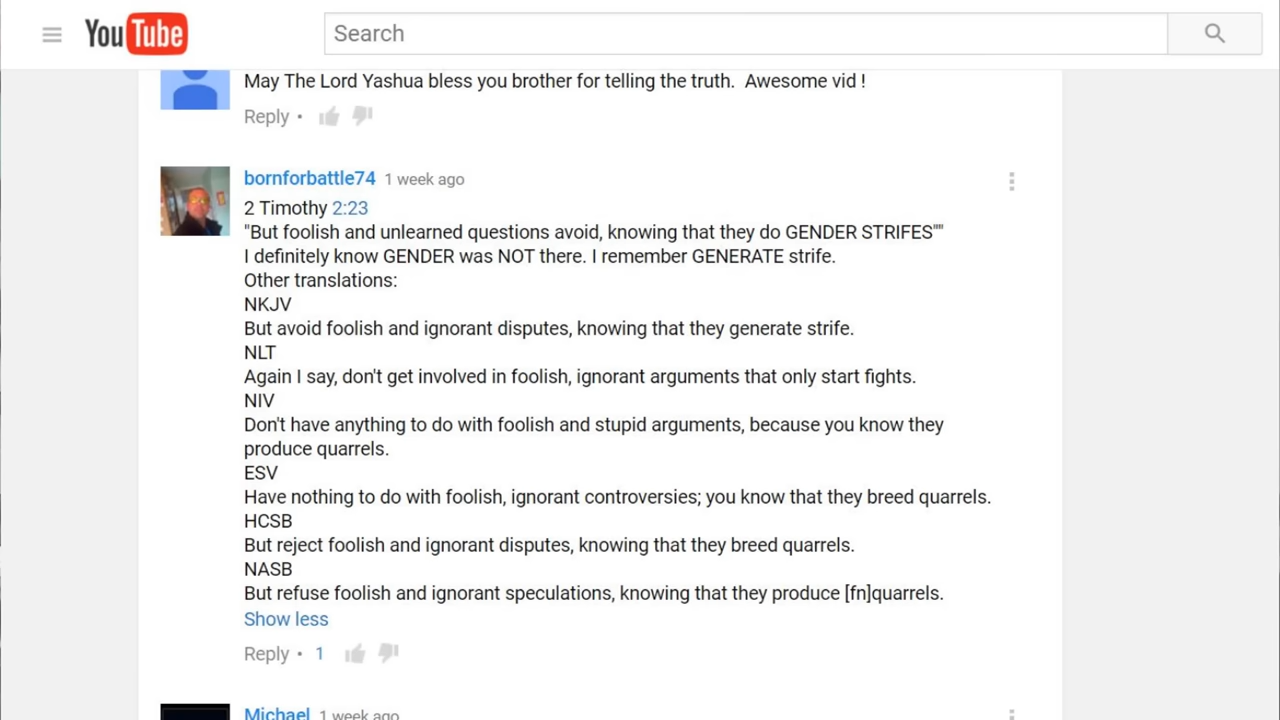 YouTube
Search
May The Lord Yashua bless you brother for telling the truth.  Awesome vid !
Reply •
bornforbattle74 1 week ago
2 Timothy 2:23
"But foolish and unlearned questions avoid, knowing that they do GENDER STRIFES""
I definitely know GENDER was NOT there. I remember GENERATE strife.
Other translations:
NKJV
But avoid foolish and ignorant disputes, knowing that they generate strife.
NLT
Again I say, don't get involved in foolish, ignorant arguments that only start fights.
NIV
Don't have anything to do with foolish and stupid arguments, because you know they
produce quarrels.
ESV
Have nothing to do with foolish, ignorant controversies; you know that they breed quarrels.
HCSB
But reject foolish and ignorant disputes, knowing that they breed quarrels.
NASB
But refuse foolish and ignorant speculations, knowing that they produce [fn]quarrels.
Show less
Reply • 1
Michael 1 week ago